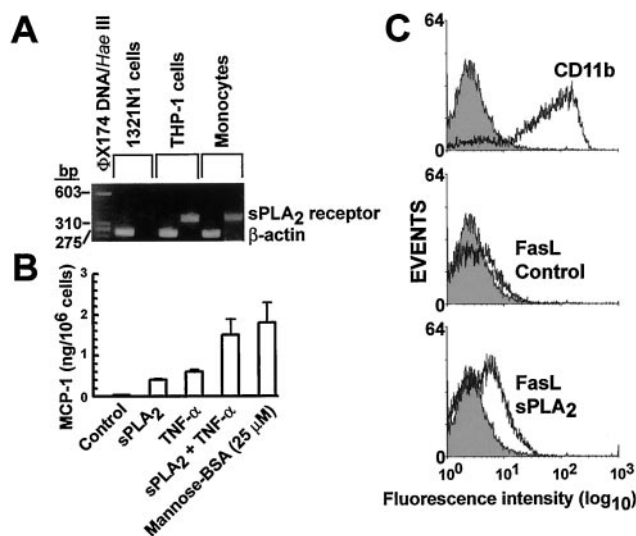 A
ΦX174 DNA/Hae III
1321N1 cells
THP-1 cells
Monocytes
bp
603
310
275
sPLA2 receptor
β-actin
B
MCP-1 (ng/10^6 cells)
3
2
1
0
Control
sPLA2
TNF-α
sPLA2 + TNF-α
Mannose-BSA (25 μM)
C
64
CD11b
0
EVENTS
64
FasL
Control
0
64
FasL
sPLA2
0
10^0
10^1
10^2
10^3
Fluorescence intensity (log10)